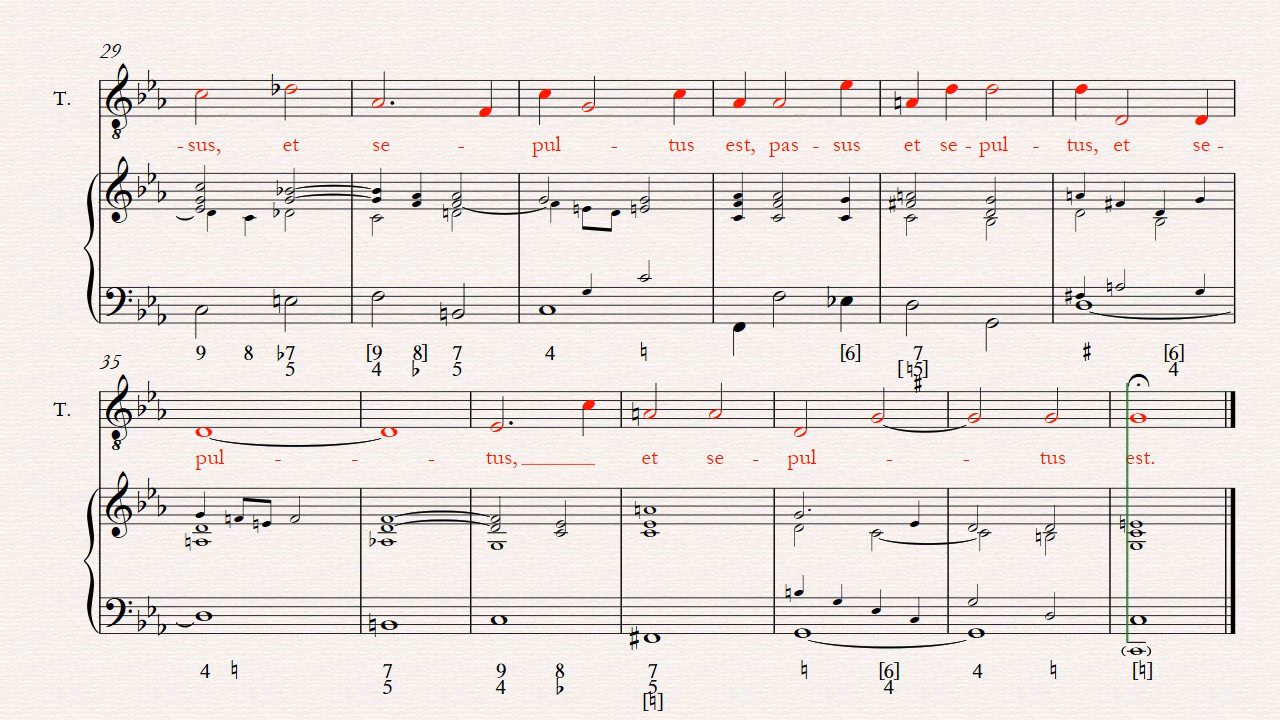 29
T.
- sus, et se - pul - tus est, pas - sus et se - pul - tus, et se -
9 8 ♭7 [9 8] 7 4 ♮ [6] 7 ♯ [6]
5 4 ♭ 5 [♮5] 4
♯
35
T.
pul - - - tus, et se - pul - - tus est.
4 ♮ 7 9 8 7 ♮ [6] 4 ♮ [♮]
5 4 ♭ 5 4
[♮]